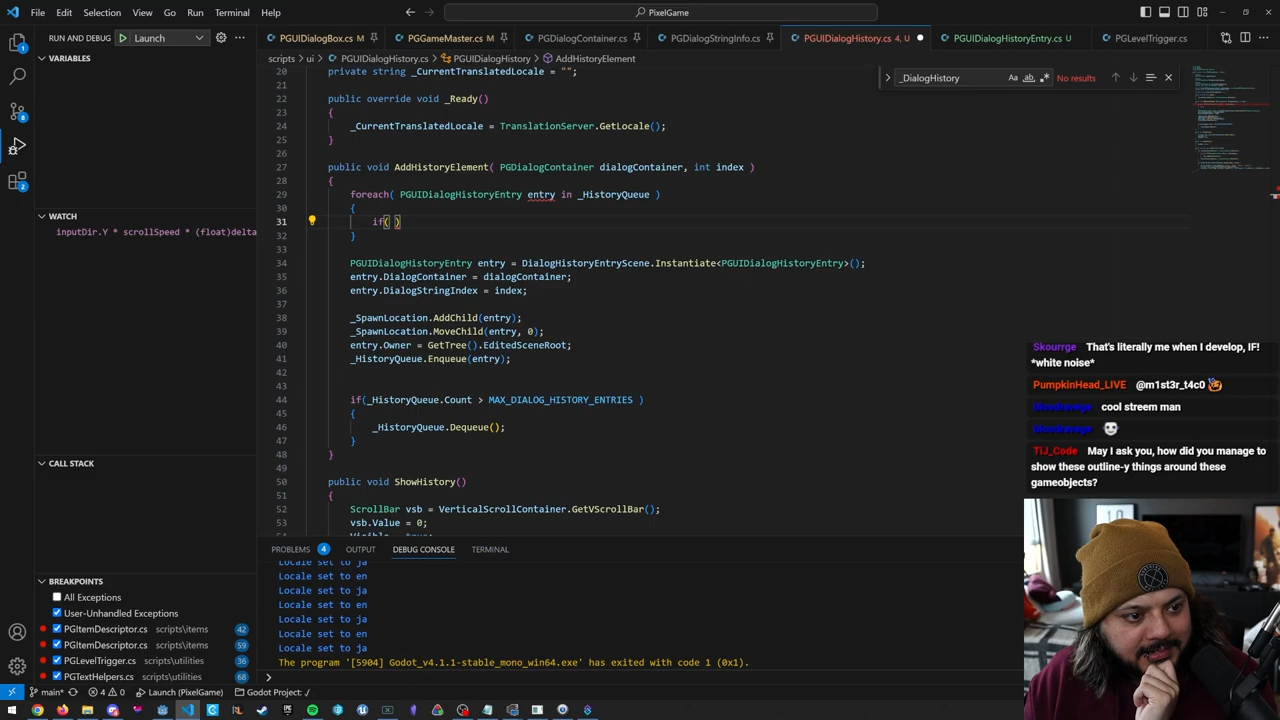 File Edit Selection View Go Run Terminal Help
PixelGame
RUN AND DEBUG Launch
PGUIDialogBox.cs M
PGGameMaster.cs M
PGDialogContainer.cs
PGDialogStringInfo.cs
PGUIDialogHistory.cs 4, U
PGUIDialogHistoryEntry.cs U
PGLevelTrigger.cs
scripts > ui > PGUIDialogHistory.cs > PGUIDialogHistory > AddHistoryElement
_DialogHistory Aa ab .* No results
VARIABLES
WATCH
inputDir.Y * scrollSpeed * (float)delta
CALL STACK
BREAKPOINTS
All Exceptions
User-Unhandled Exceptions
PGItemDescriptor.cs scripts\items 42
PGItemDescriptor.cs scripts\items 59
PGLevelTrigger.cs scripts\utilities 36
PGTextHelpers.cs scripts\utilities 68
20 private string _CurrentTranslatedLocale = "";
21
22 public override void _Ready()
23 {
24 _CurrentTranslatedLocale = TranslationServer.GetLocale();
25 }
26
27 public void AddHistoryElement( PGDialogContainer dialogContainer, int index )
28 {
29 foreach( PGUIDialogHistoryEntry entry in _HistoryQueue )
30 {
31 if( )
32 }
33
34 PGUIDialogHistoryEntry entry = DialogHistoryEntryScene.Instantiate<PGUIDialogHistoryEntry>();
35 entry.DialogContainer = dialogContainer;
36 entry.DialogStringIndex = index;
37
38 _SpawnLocation.AddChild(entry);
39 _SpawnLocation.MoveChild(entry, 0);
40 entry.Owner = GetTree().EditedSceneRoot;
41 _HistoryQueue.Enqueue(entry);
42
43
44 if(_HistoryQueue.Count > MAX_DIALOG_HISTORY_ENTRIES )
45 {
46 _HistoryQueue.Dequeue();
47 }
48 }
49
50 public void ShowHistory()
51 {
52 ScrollBar vsb = VerticalScrollContainer.GetVScrollBar();
53 vsb.Value = 0;
PROBLEMS 4 OUTPUT DEBUG CONSOLE TERMINAL
Locale set to ja
Locale set to en
Locale set to ja
Locale set to en
Locale set to ja
Locale set to en
Locale set to ja
The program '[5904] Godot_v4.1.1-stable_mono_win64.exe' has exited with code 1 (0x1).
Skourrge That's literally me when I develop, IF!
*white noise*
PumpkinHead_LIVE @m1st3r_t4c0
cool streem man
TIJ_Code May I ask you, how did you manage to
show these outline-y things around these
gameobjects?
main* 4 0 Launch (PixelGame) Godot Project: ./